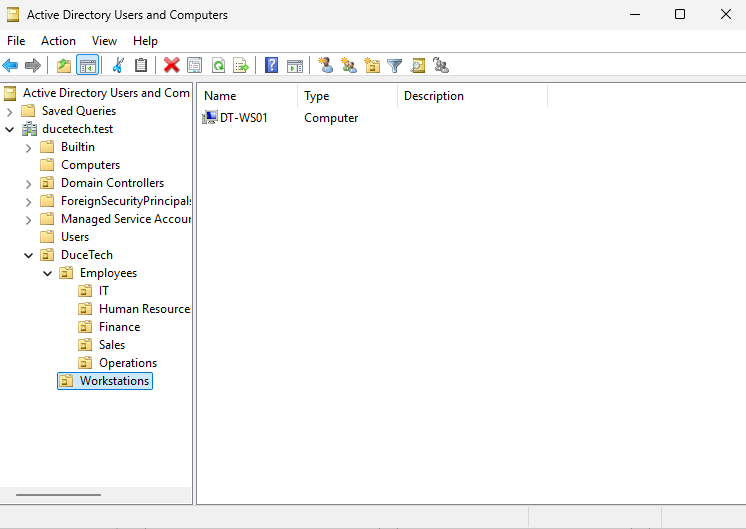 Active Directory Users and Computers
File Action View Help
Active Directory Users and Com
Saved Queries
ducetech.test
Builtin
Computers
Domain Controllers
ForeignSecurityPrincipals
Managed Service Accour
Users
DuceTech
Employees
IT
Human Resource
Finance
Sales
Operations
Workstations
Name Type Description
DT-WS01 Computer